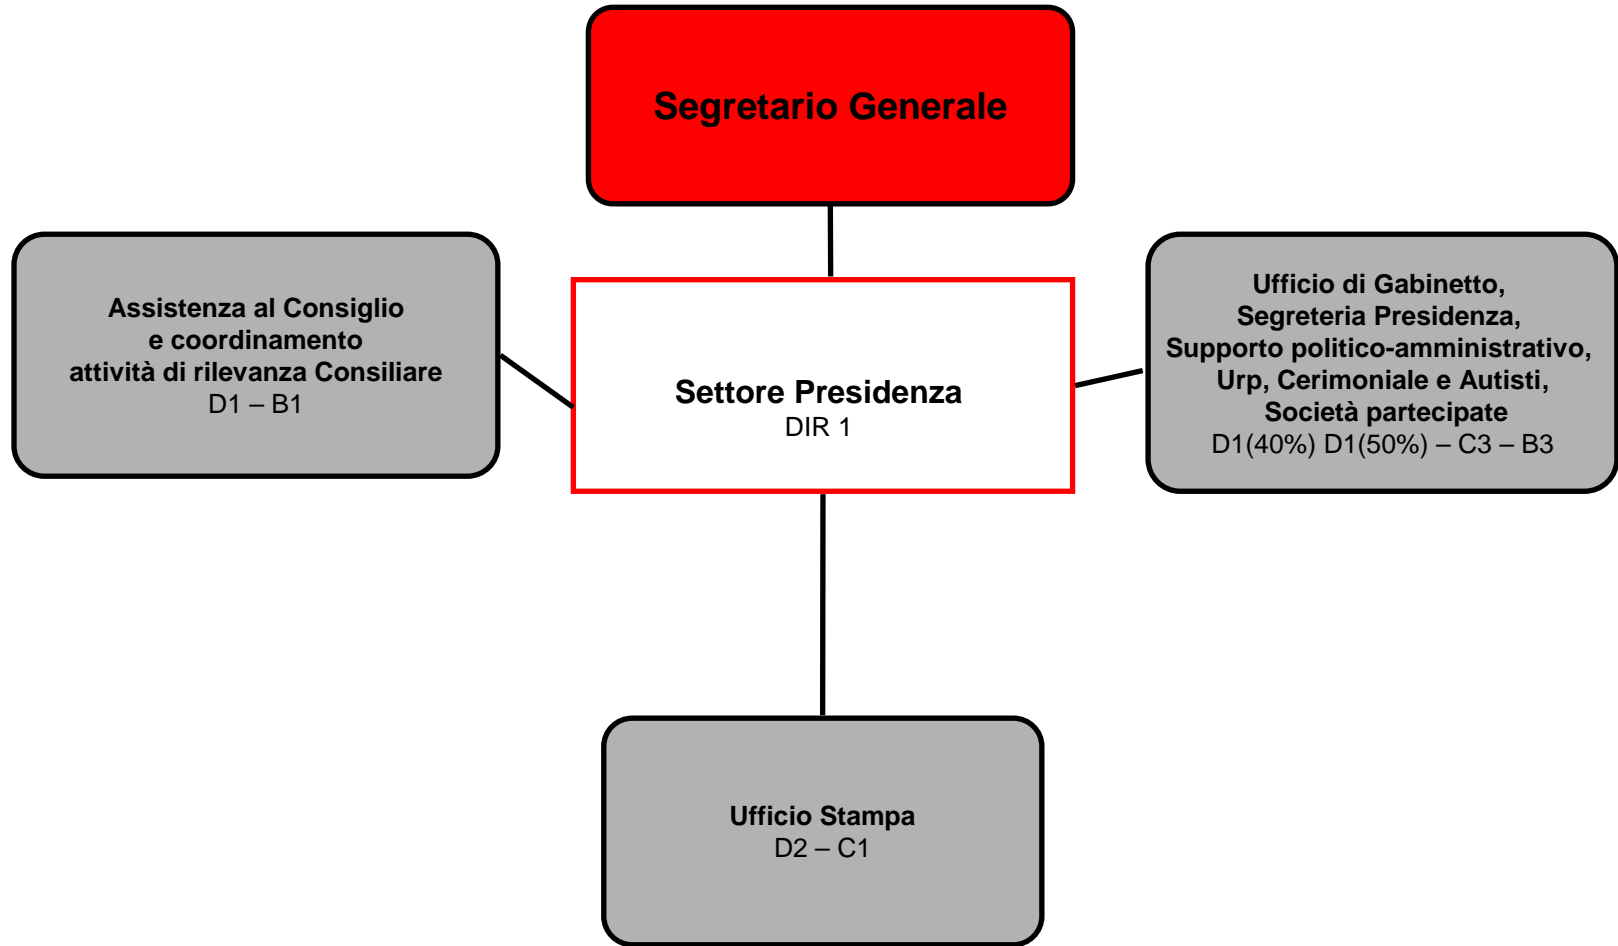 Segretario Generale
Assistenza al Consiglio
e coordinamento
attività di rilevanza Consiliare
D1 – B1
Settore Presidenza
DIR 1
Ufficio di Gabinetto,
Segreteria Presidenza,
Supporto politico-amministrativo,
Urp, Cerimoniale e Autisti,
Società partecipate
D1(40%) D1(50%) – C3 – B3
Ufficio Stampa
D2 – C1